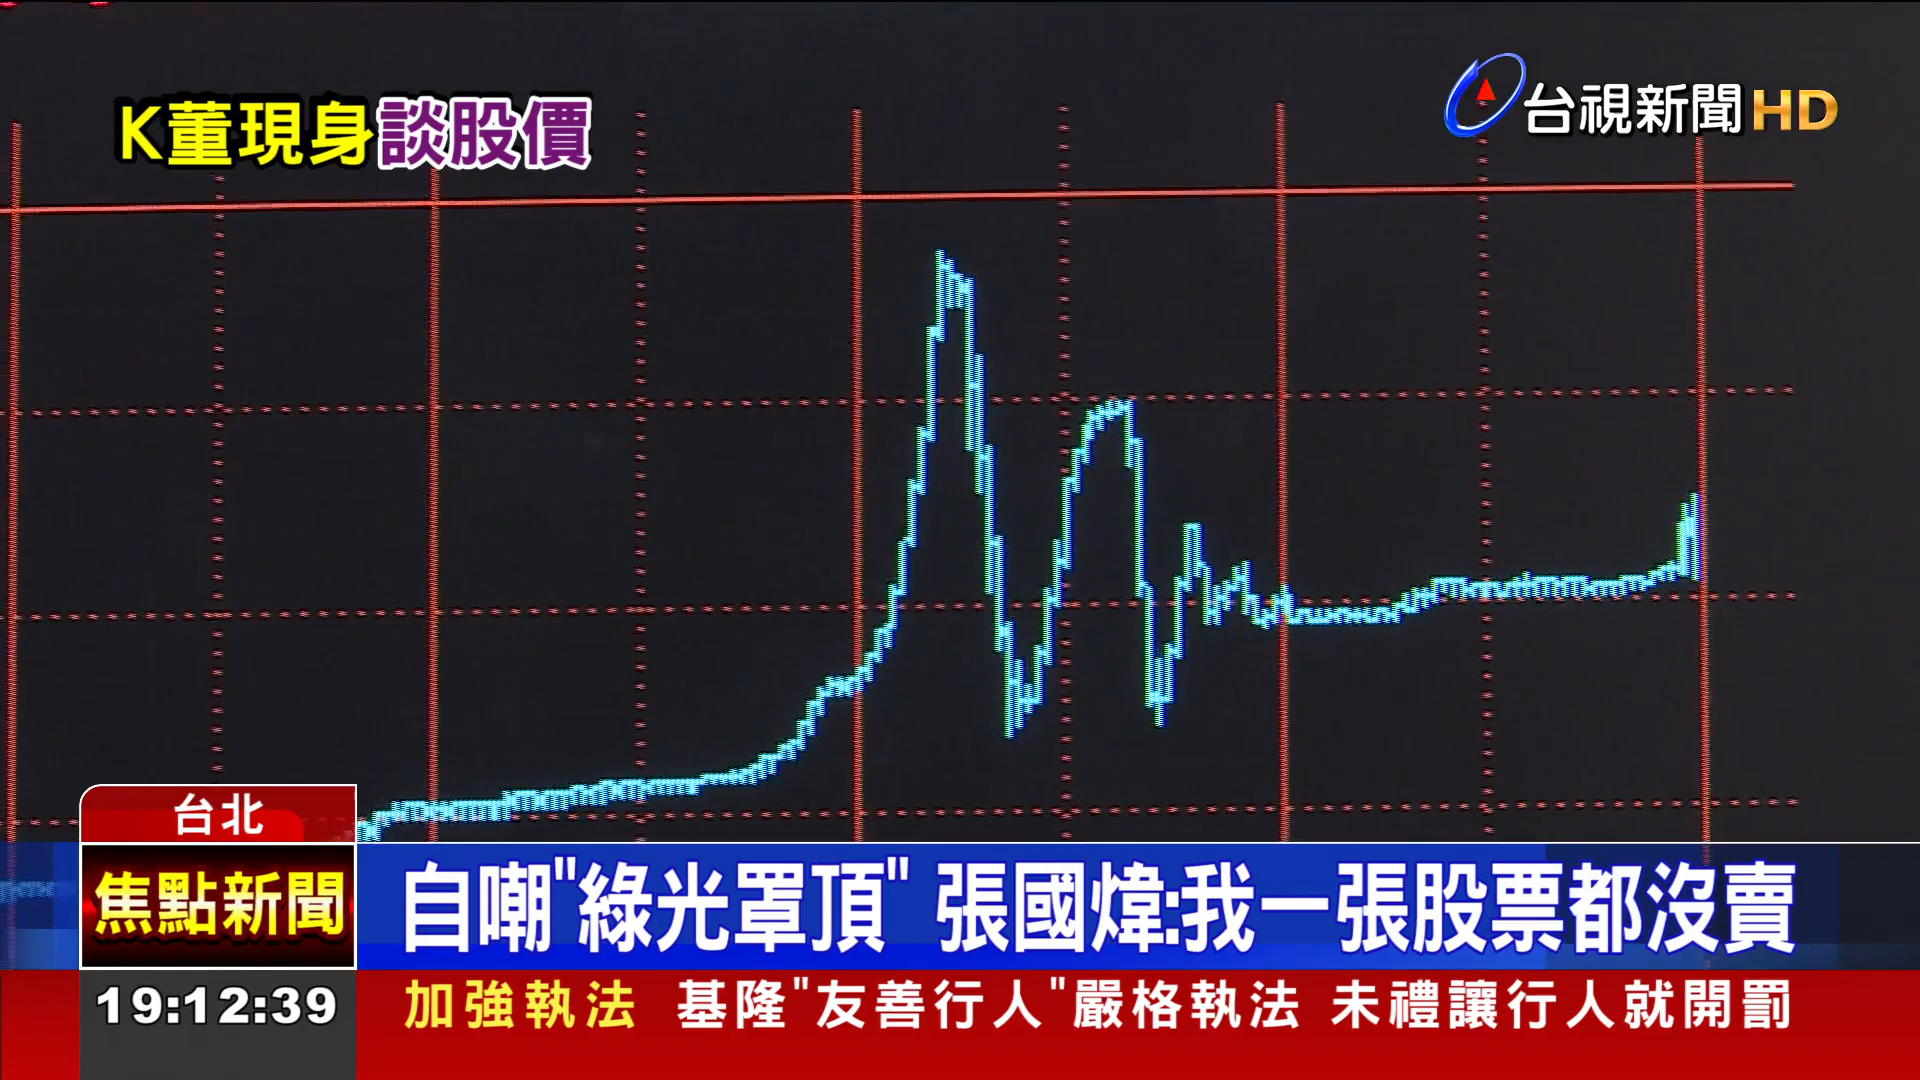 K董現身談股價
台視新聞HD
台北
焦點新聞
自嘲"綠光罩頂" 張國煒:我一張股票都沒賣
19:12:39
加強執法 基隆"友善行人"嚴格執法 未禮讓行人就開罰